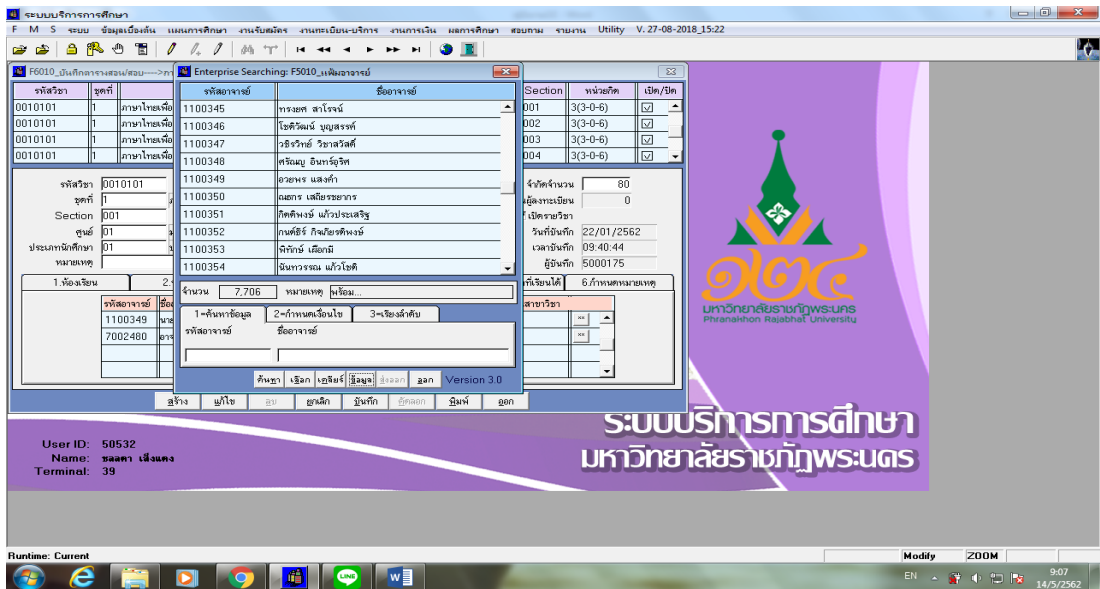 ระบบบริการการศึกษา
F M S ระบบ ข้อมูลเบื้องต้น แผนการศึกษา งานรับสมัคร งานทะเบียน-บริการ งานการเงิน ผลการศึกษา สอบถาม รายงาน Utility V. 27-08-2018_15:22
F6010_บันทึกตารางสอน/สอบ---->กา
Enterprise Searching: F5010_แฟ้มอาจารย์
รหัสวิชา ชุดที่
Section หน่วยกิต เปิด/ปิด
0010101 1 ภาษาไทยเพื่อ
001 3(3-0-6)
0010101 1 ภาษาไทยเพื่อ
002 3(3-0-6)
0010101 1 ภาษาไทยเพื่อ
003 3(3-0-6)
0010101 1 ภาษาไทยเพื่อ
004 3(3-0-6)
รหัสอาจารย์ ชื่ออาจารย์
1100345 ทรงยศ สาโรจน์
1100346 โชติวัฒน์ บุญสรรค์
1100347 วชิรวิทย์ วิชาสวัสดิ์
1100348 ศรัณญู อินทร์อุริศ
1100349 อวยพร แสงคำ
1100350 ณยกร เสถียรชยากร
1100351 กิตติพงษ์ แก้วประเสริฐ
1100352 กนต์ธีร์ กิจเกียรติพงษ์
1100353 พิทักษ์ เผือกมี
1100354 นันทวรรณ แก้วโชติ
จำนวน 7,706 หมายเหตุ พร้อม...
1=ค้นหาข้อมูล 2=กำหนดเงื่อนไข 3=เรียงลำดับ
รหัสอาจารย์ ชื่ออาจารย์
ค้นหา เลือก เคลียร์ ข้อมูล ส่งออก ออก Version 3.0
รหัสวิชา 0010101
ชุดที่ 1
Section 001
ศูนย์ 01
ประเภทนักศึกษา 01
หมายเหตุ
จำกัดจำนวน 80
ผู้ลงทะเบียน 0
เปิดรายวิชา
วันที่บันทึก 22/01/2562
เวลาบันทึก 09:40:44
ผู้บันทึก 5000175
1.ห้องเรียน 2.
ที่เรียนได้ 6.กำหนดหมายเหตุ
รหัสอาจารย์ ชื่อ
สาขาวิชา
1100349 นาย
7002480 อาจ
สร้าง แก้ไข ลบ ยกเลิก บันทึก คัดลอก พิมพ์ ออก
๑๒๔
มหาวิทยาลัยราชภัฏพระนคร
Phranakhon Rajabhat University
ระบบบริการการศึกษา
มหาวิทยาลัยราชภัฏพระนคร
User ID: 50532
Name: ชลลดา เส็งแดง
Terminal: 39
Runtime: Current
Modify ZOOM
LINE
W
EN
9:07
14/5/2562